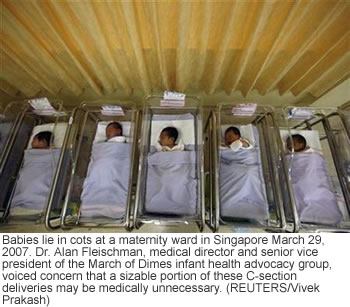 Babies lie in cots at a maternity ward in Singapore March 29,
2007. Dr. Alan Fleischman, medical director and senior vice
president of the March of Dimes infant health advocacy group,
voiced concern that a sizable portion of these C-section
deliveries may be medically unnecessary. (REUTERS/Vivek
Prakash)